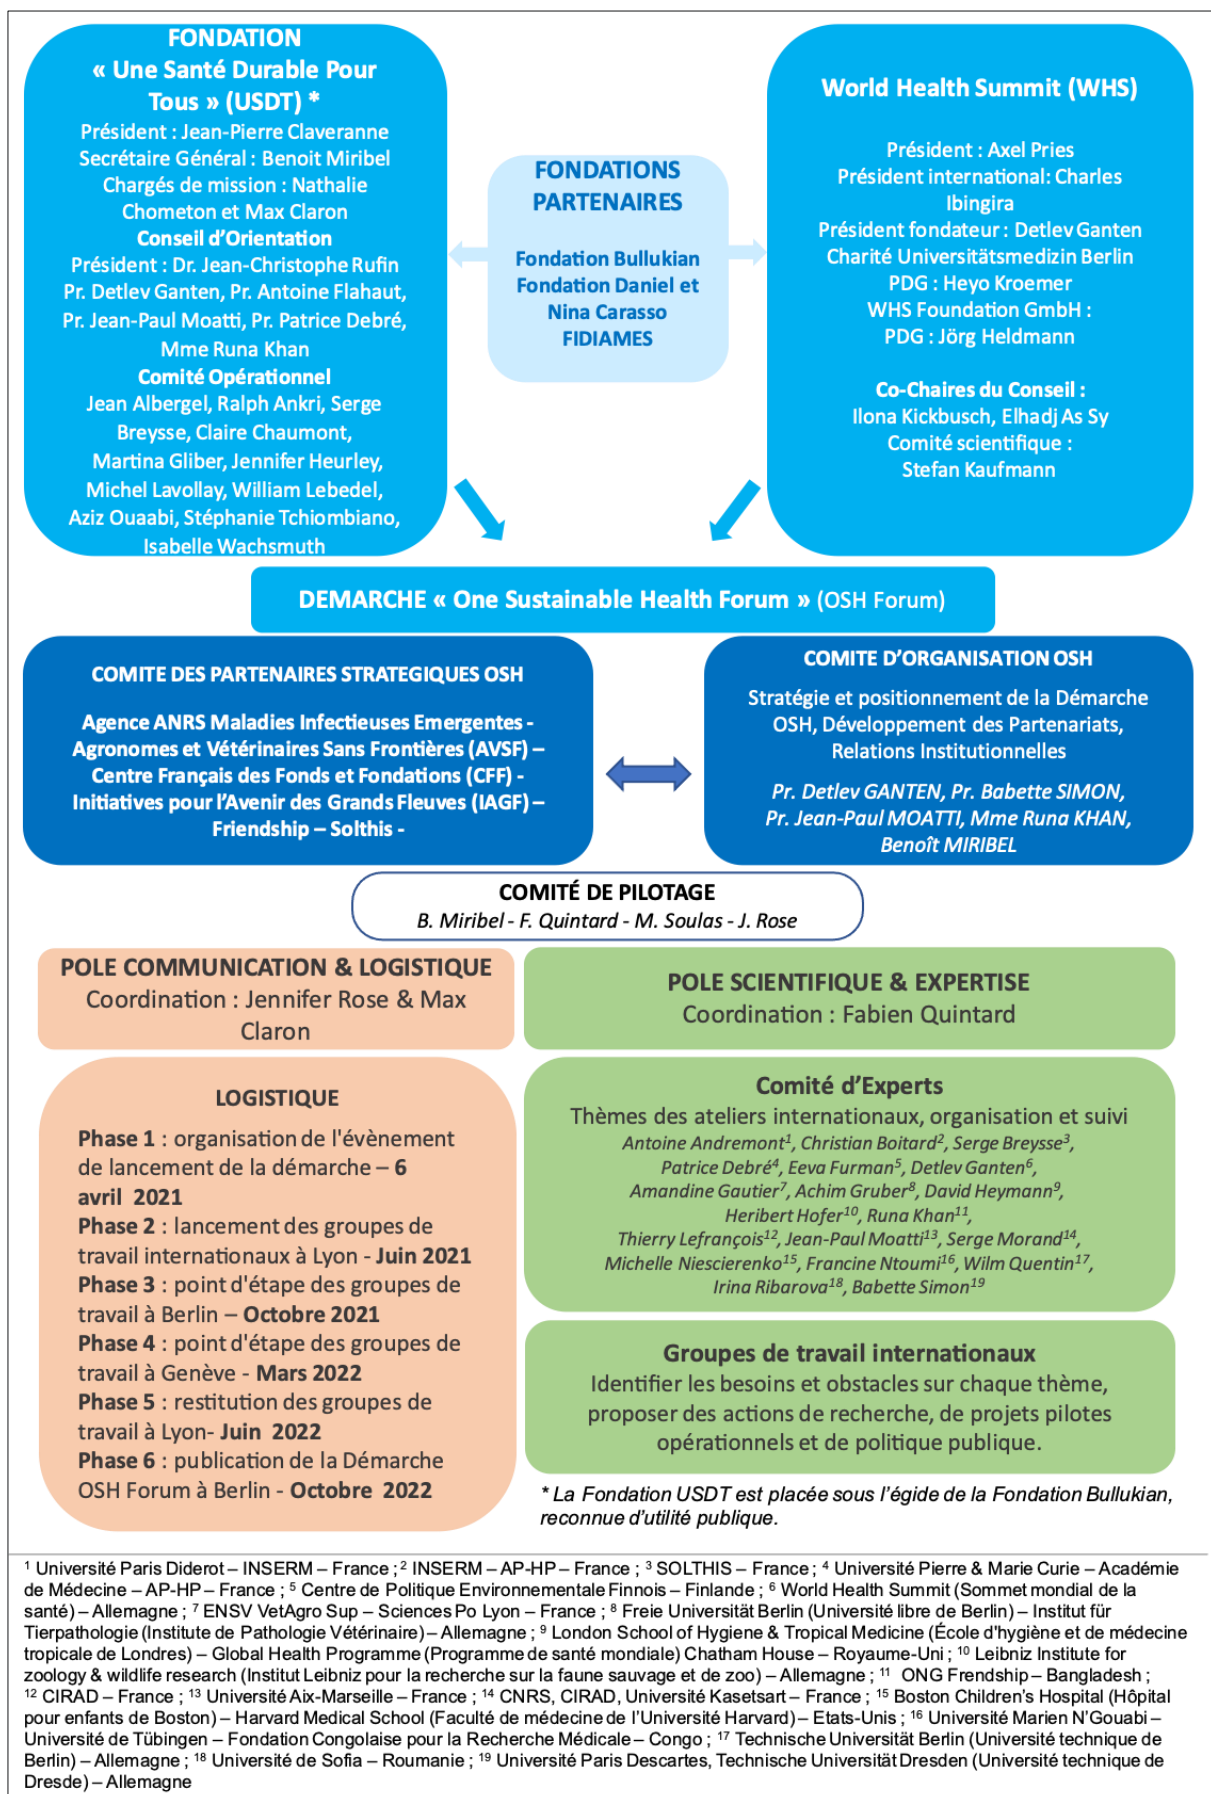 FONDATION
« Une Santé Durable Pour
Tous » (USDT) *
Président : Jean-Pierre Claveranne
Secrétaire Général : Benoit Miribel
Chargés de mission : Nathalie
Chometon et Max Claron
Conseil d'Orientation
Président : Dr. Jean-Christophe Rufin
Pr. Detlev Ganten, Pr. Antoine Flahaut,
Pr. Jean-Paul Moatti, Pr. Patrice Debré,
Mme Runa Khan
Comité Opérationnel
Jean Albergel, Ralph Ankri, Serge
Breysse, Claire Chaumont,
Martina Gliber, Jennifer Heurley,
Michel Lavollay, William Lebedel,
Aziz Ouaabi, Stéphanie Tchiombiano,
Isabelle Wachsmuth
FONDATIONS
PARTENAIRES
Fondation Bullukian
Fondation Daniel et
Nina Carasso
FIDIAMES
World Health Summit (WHS)
Président : Axel Pries
Président international: Charles
Ibingira
Président fondateur : Detlev Ganten
Charité Universitätsmedizin Berlin
PDG : Heyo Kroemer
WHS Foundation GmbH :
PDG : Jörg Heldmann
Co-Chaires du Conseil :
Ilona Kickbusch, Elhadj As Sy
Comité scientifique :
Stefan Kaufmann
DEMARCHE « One Sustainable Health Forum » (OSH Forum)
COMITE DES PARTENAIRES STRATEGIQUES OSH
Agence ANRS Maladies Infectieuses Emergentes -
Agronomes et Vétérinaires Sans Frontières (AVSF) –
Centre Français des Fonds et Fondations (CFF) -
Initiatives pour l'Avenir des Grands Fleuves (IAGF) –
Friendship – Solthis -
COMITE D'ORGANISATION OSH
Stratégie et positionnement de la Démarche
OSH, Développement des Partenariats,
Relations Institutionnelles
Pr. Detlev GANTEN, Pr. Babette SIMON,
Pr. Jean-Paul MOATTI, Mme Runa KHAN,
Benoît MIRIBEL
COMITÉ DE PILOTAGE
B. Miribel - F. Quintard - M. Soulas - J. Rose
POLE COMMUNICATION & LOGISTIQUE
Coordination : Jennifer Rose & Max
Claron
LOGISTIQUE
Phase 1 : organisation de l'évènement
de lancement de la démarche – 6
avril 2021
Phase 2 : lancement des groupes de
travail internationaux à Lyon - Juin 2021
Phase 3 : point d'étape des groupes de
travail à Berlin – Octobre 2021
Phase 4 : point d'étape des groupes de
travail à Genève - Mars 2022
Phase 5 : restitution des groupes de
travail à Lyon- Juin 2022
Phase 6 : publication de la Démarche
OSH Forum à Berlin - Octobre 2022
POLE SCIENTIFIQUE & EXPERTISE
Coordination : Fabien Quintard
Comité d'Experts
Thèmes des ateliers internationaux, organisation et suivi
Antoine Andremont¹, Christian Boitard², Serge Breysse³,
Patrice Debré⁴, Eeva Furman⁵, Detlev Ganten⁶,
Amandine Gautier⁷, Achim Gruber⁸, David Heymann⁹,
Heribert Hofer¹⁰, Runa Khan¹¹,
Thierry Lefrançois¹², Jean-Paul Moatti¹³, Serge Morand¹⁴,
Michelle Niescierenko¹⁵, Francine Ntoumi¹⁶, Wilm Quentin¹⁷,
Irina Ribarova¹⁸, Babette Simon¹⁹
Groupes de travail internationaux
Identifier les besoins et obstacles sur chaque thème,
proposer des actions de recherche, de projets pilotes
opérationnels et de politique publique.
* La Fondation USDT est placée sous l'égide de la Fondation Bullukian,
reconnue d'utilité publique.
¹ Université Paris Diderot – INSERM – France ; ² INSERM – AP-HP – France ; ³ SOLTHIS – France ; ⁴ Université Pierre & Marie Curie – Académie
de Médecine – AP-HP – France ; ⁵ Centre de Politique Environnementale Finnois – Finlande ; ⁶ World Health Summit (Sommet mondial de la
santé) – Allemagne ; ⁷ ENSV VetAgro Sup – Sciences Po Lyon – France ; ⁸ Freie Universität Berlin (Université libre de Berlin) – Institut für
Tierpathologie (Institute de Pathologie Vétérinaire) – Allemagne ; ⁹ London School of Hygiene & Tropical Medicine (École d'hygiène et de médecine
tropicale de Londres) – Global Health Programme (Programme de santé mondiale) Chatham House – Royaume-Uni ; ¹⁰ Leibniz Institute for
zoology & wildlife research (Institut Leibniz pour la recherche sur la faune sauvage et de zoo) – Allemagne ; ¹¹ ONG Frendship – Bangladesh ;
¹² CIRAD – France ; ¹³ Université Aix-Marseille – France ; ¹⁴ CNRS, CIRAD, Université Kasetsart – France ; ¹⁵ Boston Children's Hospital (Hôpital
pour enfants de Boston) – Harvard Medical School (Faculté de médecine de l'Université Harvard) – Etats-Unis ; ¹⁶ Université Marien N'Gouabi –
Université de Tübingen – Fondation Congolaise pour la Recherche Médicale – Congo ; ¹⁷ Technische Universität Berlin (Université technique de
Berlin) – Allemagne ; ¹⁸ Université de Sofia – Roumanie ; ¹⁹ Université Paris Descartes, Technische Universität Dresden (Université technique de
Dresde) – Allemagne